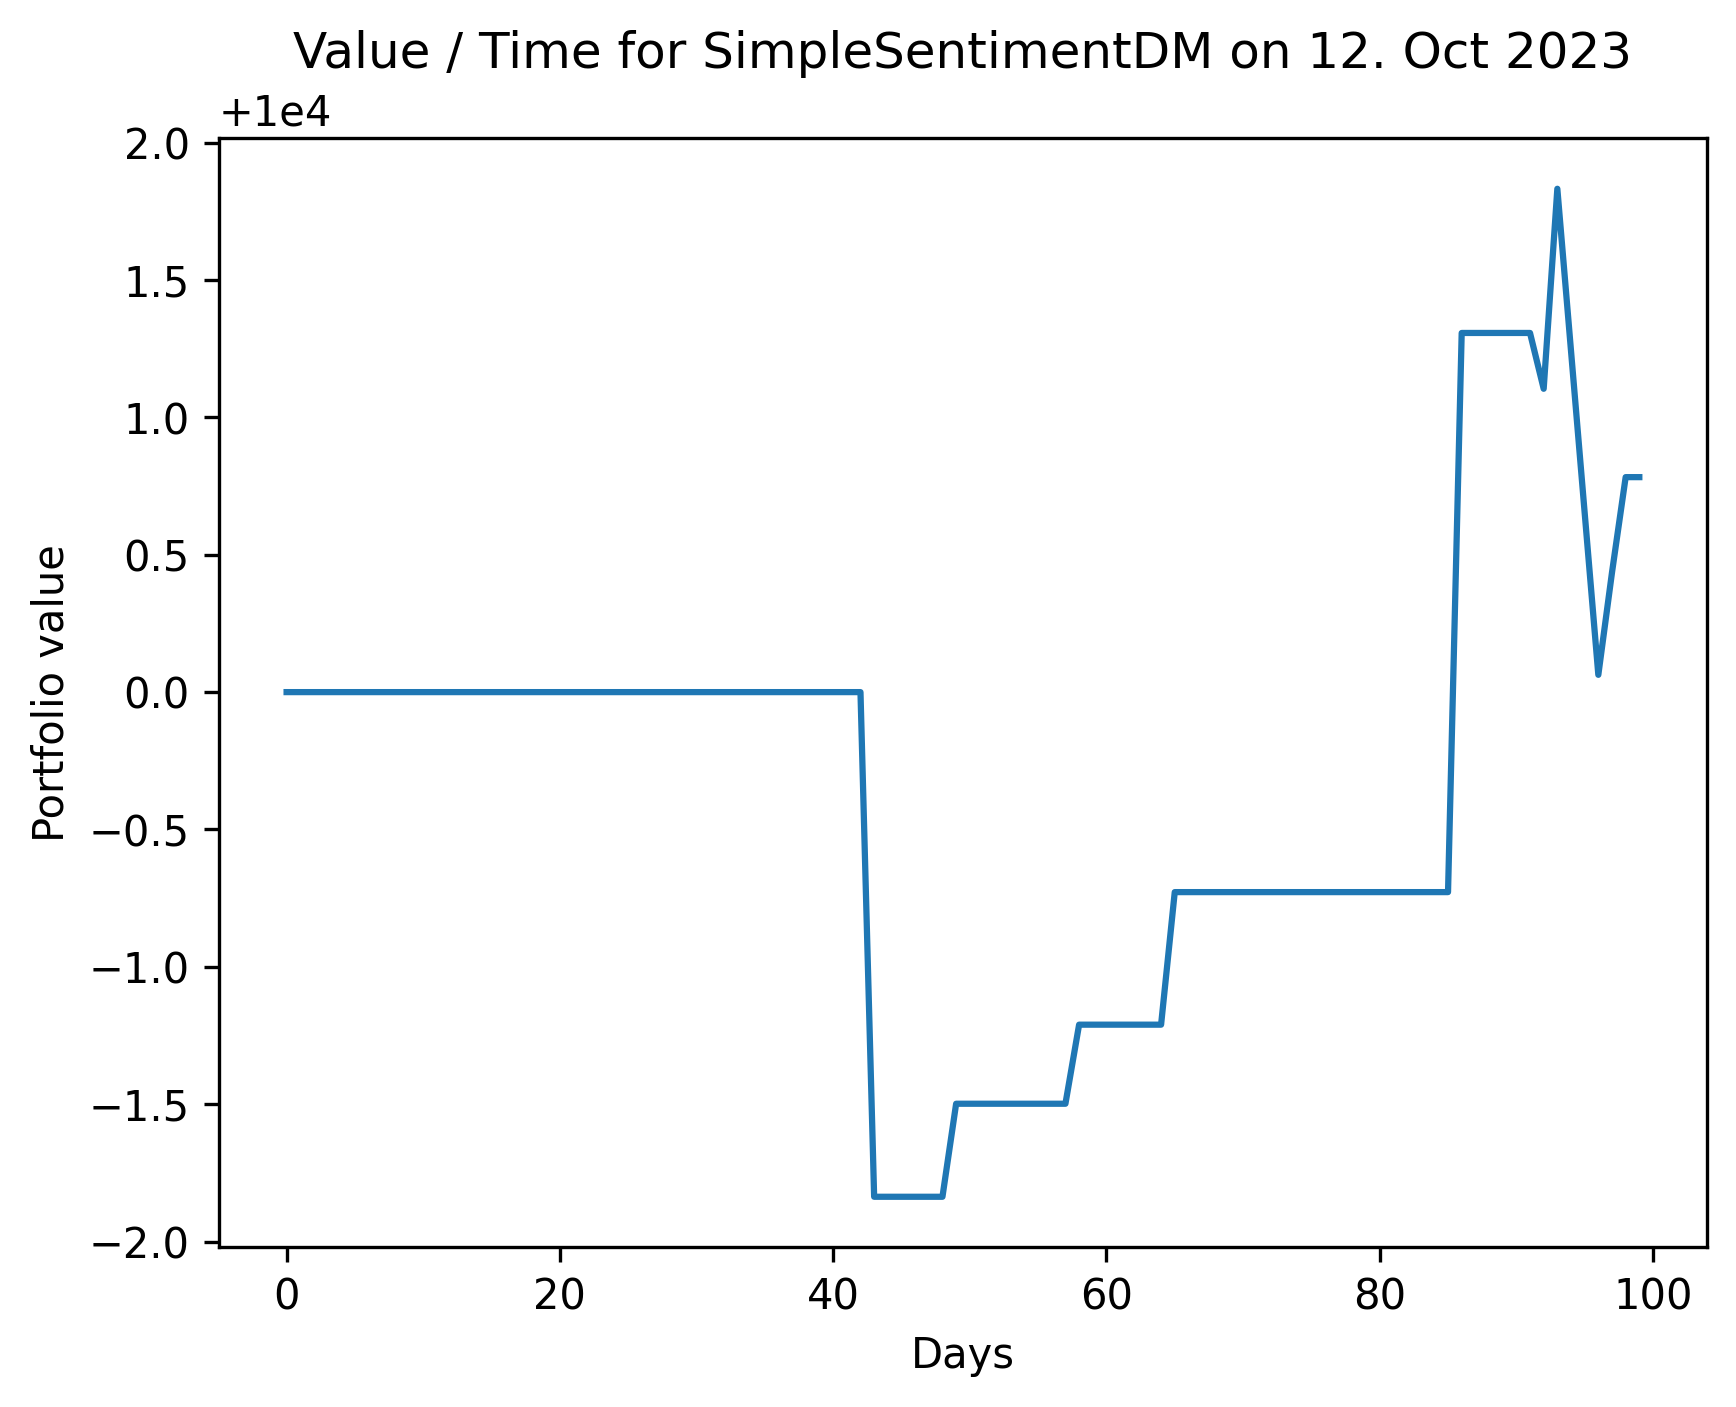 Value / Time for SimpleSentimentDM on 12. Oct 2023
+1e4
2.0
1.5
1.0
0.5
0.0
−0.5
−1.0
−1.5
−2.0
Portfolio value
0 20 40 60 80 100
Days